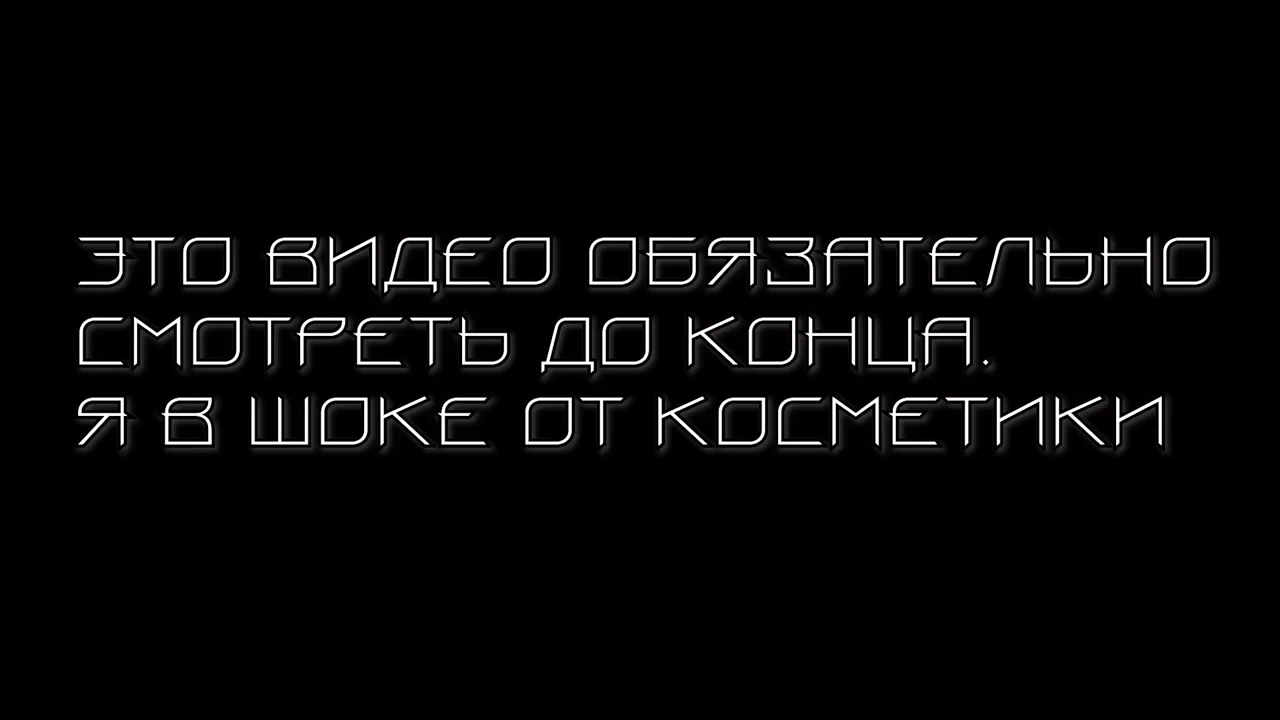 ЭТО ВИДЕО ОБЯЗАТЕЛЬНО
СМОТРЕТЬ ДО КОНЦА.
Я В ШОКЕ ОТ КОСМЕТИКИ